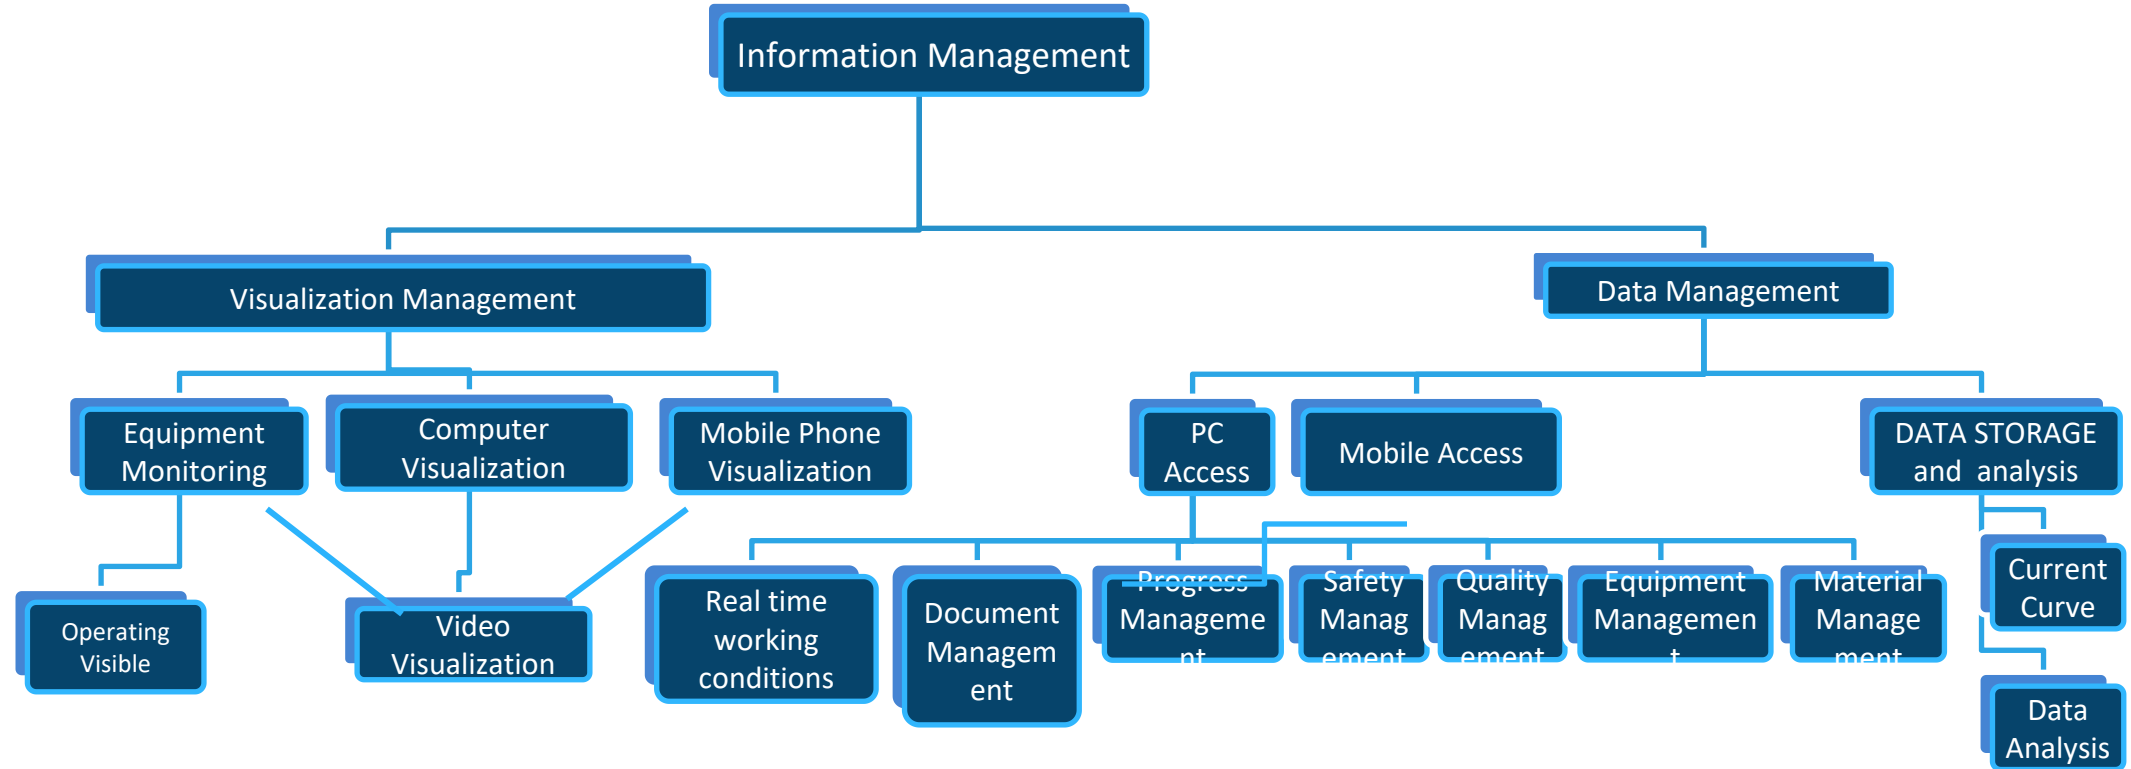 Information Management
Visualization Management
Data Management
Equipment
Monitoring
Computer
Visualization
Mobile Phone
Visualization
PC
Access
Mobile Access
DATA STORAGE
and analysis
Operating
Visible
Video
Visualization
Real time
working
conditions
Document
Managem
ent
Progress
Manageme
nt
Safety
Manag
ement
Quality
Manag
ement
Equipment
Managemen
t
Material
Manage
ment
Current
Curve
Data
Analysis